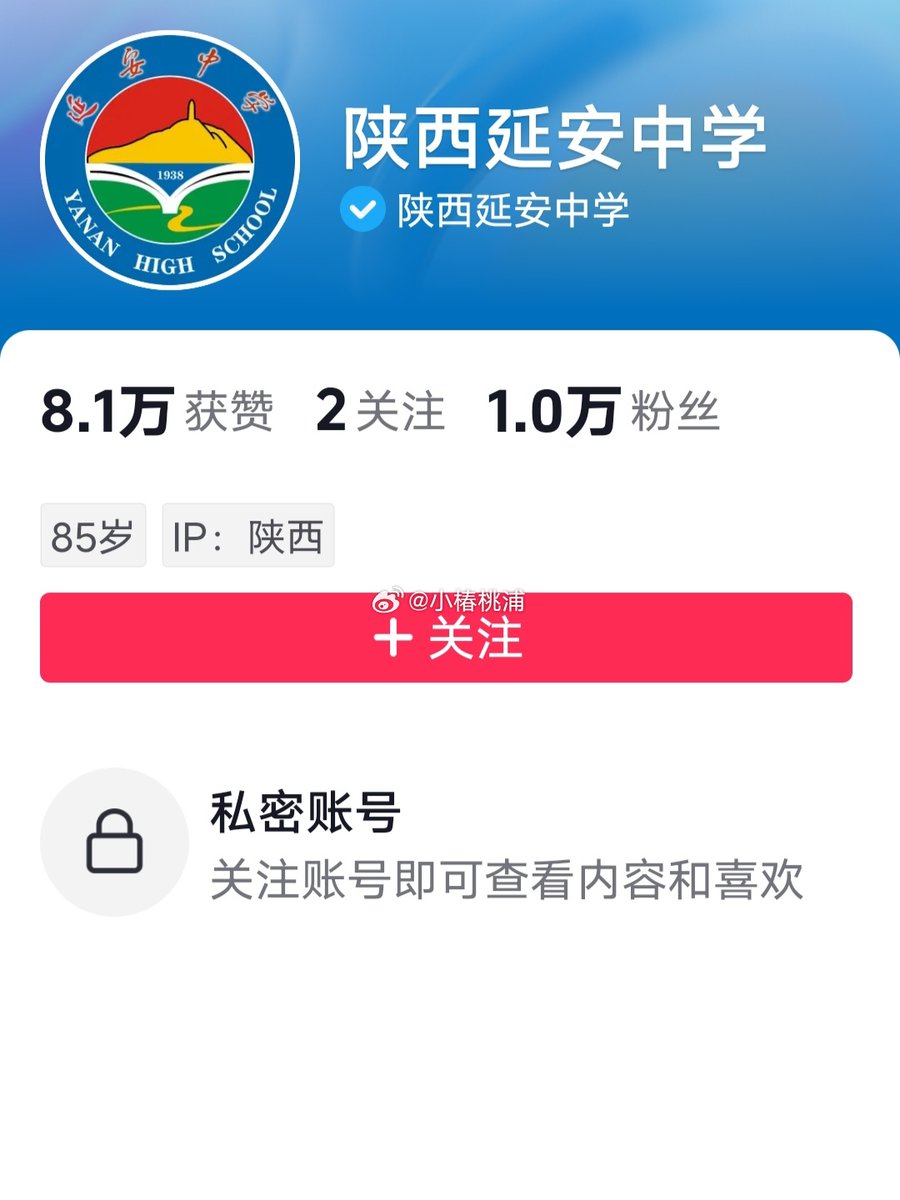 延安中学
1938
YANAN HIGH SCHOOL
陕西延安中学
陕西延安中学
8.1万 获赞 2 关注 1.0万 粉丝
85岁 IP：陕西
@小椿桃浦
+ 关注
私密账号
关注账号即可查看内容和喜欢